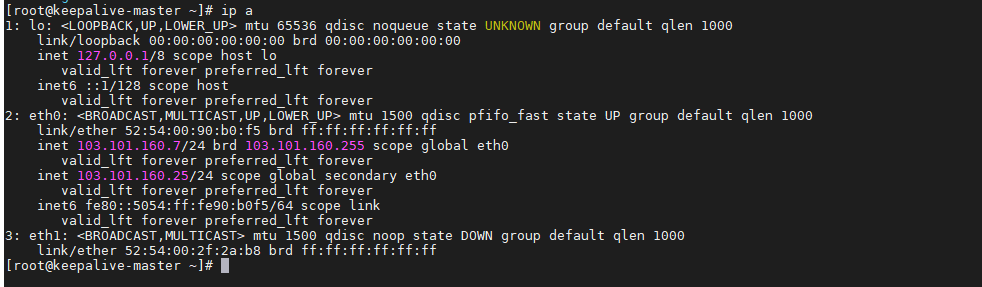 [root@keepalive-master ~]# ip a
1: lo: <LOOPBACK,UP,LOWER_UP> mtu 65536 qdisc noqueue state UNKNOWN group default qlen 1000
    link/loopback 00:00:00:00:00:00 brd 00:00:00:00:00:00
    inet 127.0.0.1/8 scope host lo
       valid_lft forever preferred_lft forever
    inet6 ::1/128 scope host
       valid_lft forever preferred_lft forever
2: eth0: <BROADCAST,MULTICAST,UP,LOWER_UP> mtu 1500 qdisc pfifo_fast state UP group default qlen 1000
    link/ether 52:54:00:90:b0:f5 brd ff:ff:ff:ff:ff:ff
    inet 103.101.160.7/24 brd 103.101.160.255 scope global eth0
       valid_lft forever preferred_lft forever
    inet 103.101.160.25/24 scope global secondary eth0
       valid_lft forever preferred_lft forever
    inet6 fe80::5054:ff:fe90:b0f5/64 scope link
       valid_lft forever preferred_lft forever
3: eth1: <BROADCAST,MULTICAST> mtu 1500 qdisc noop state DOWN group default qlen 1000
    link/ether 52:54:00:2f:2a:b8 brd ff:ff:ff:ff:ff:ff
[root@keepalive-master ~]#